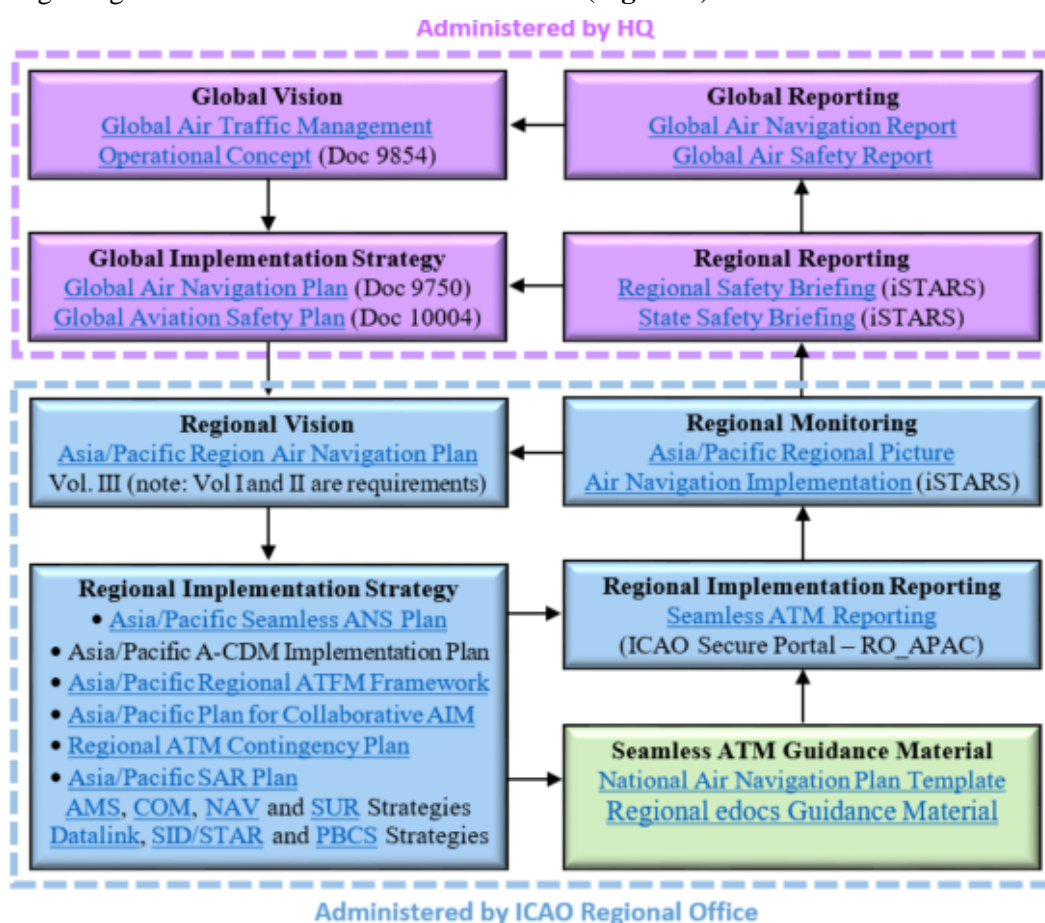 Administered by HQ
Global Vision
Global Air Traffic Management
Operational Concept (Doc 9854)
Global Reporting
Global Air Navigation Report
Global Air Safety Report
Global Implementation Strategy
Global Air Navigation Plan (Doc 9750)
Global Aviation Safety Plan (Doc 10004)
Regional Reporting
Regional Safety Briefing (iSTARS)
State Safety Briefing (iSTARS)
Regional Vision
Asia/Pacific Region Air Navigation Plan
Vol. III (note: Vol I and II are requirements)
Regional Monitoring
Asia/Pacific Regional Picture
Air Navigation Implementation (iSTARS)
Regional Implementation Strategy
• Asia/Pacific Seamless ANS Plan
• Asia/Pacific A-CDM Implementation Plan
• Asia/Pacific Regional ATFM Framework
• Asia/Pacific Plan for Collaborative AIM
• Regional ATM Contingency Plan
• Asia/Pacific SAR Plan
AMS, COM, NAV and SUR Strategies
Datalink, SID/STAR and PBCS Strategies
Regional Implementation Reporting
Seamless ATM Reporting
(ICAO Secure Portal – RO_APAC)
Seamless ATM Guidance Material
National Air Navigation Plan Template
Regional edocs Guidance Material
Administered by ICAO Regional Office